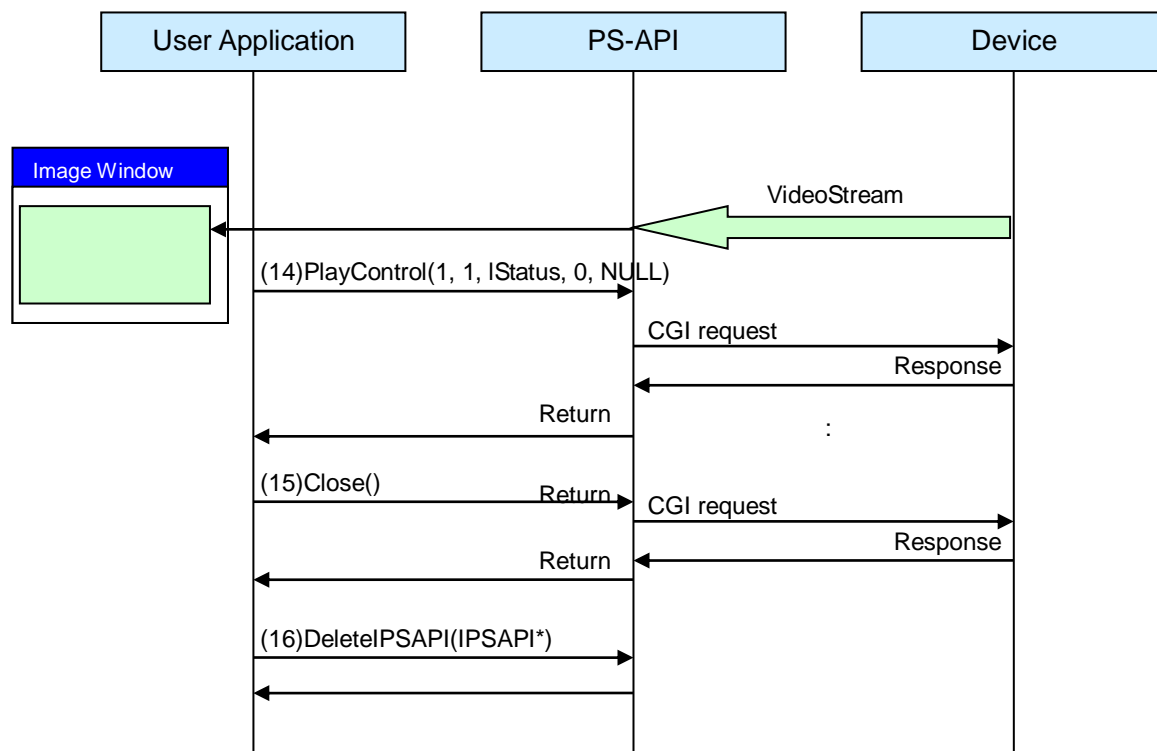 User Application
PS-API
Device
Image Window
VideoStream
(14)PlayControl(1, 1, lStatus, 0, NULL)
CGI request
Response
Return
:
(15)Close()
Return
CGI request
Response
Return
(16)DeleteIPSAPI(IPSAPI*)